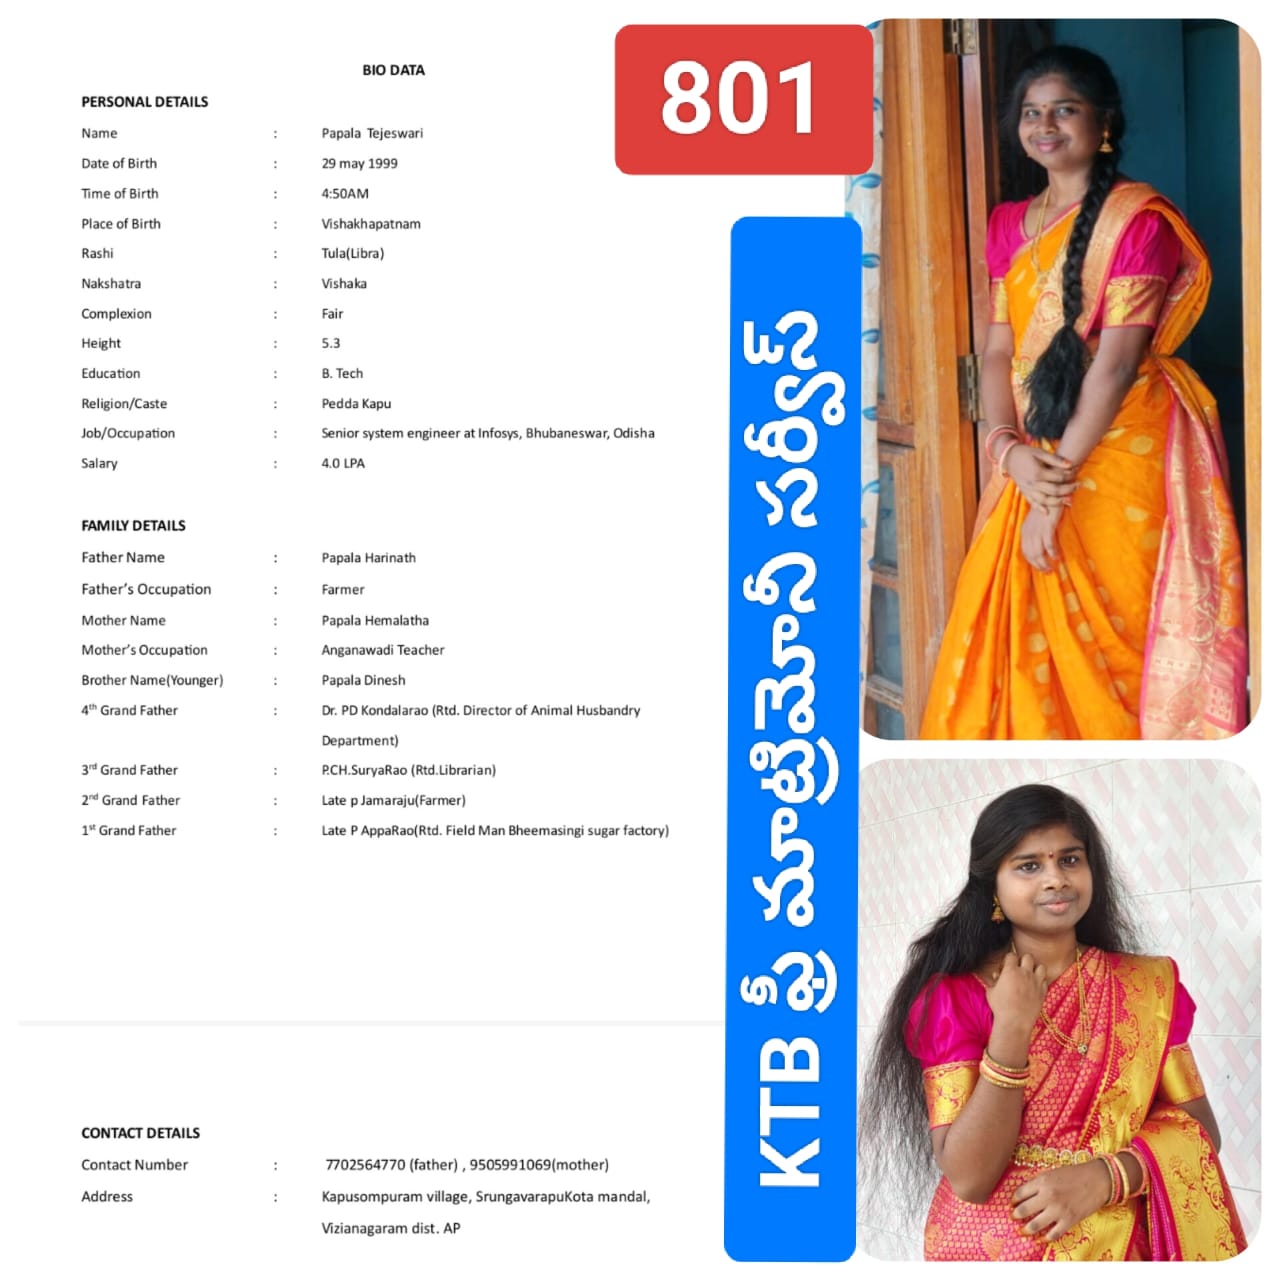 BIO DATA
PERSONAL DETAILS
Name : Papala Tejeswari
Date of Birth : 29 may 1999
Time of Birth : 4:50AM
Place of Birth : Vishakhapatnam
Rashi : Tula(Libra)
Nakshatra : Vishaka
Complexion : Fair
Height : 5.3
Education : B. Tech
Religion/Caste : Pedda Kapu
Job/Occupation : Senior system engineer at Infosys, Bhubaneswar, Odisha
Salary : 4.0 LPA
FAMILY DETAILS
Father Name : Papala Harinath
Father’s Occupation : Farmer
Mother Name : Papala Hemalatha
Mother’s Occupation : Anganawadi Teacher
Brother Name(Younger) : Papala Dinesh
4th Grand Father : Dr. PD Kondalarao (Rtd. Director of Animal Husbandry
Department)
3rd Grand Father : P.CH.SuryaRao (Rtd.Librarian)
2nd Grand Father : Late p Jamaraju(Farmer)
1st Grand Father : Late P AppaRao(Rtd. Field Man Bheemasingi sugar factory)
CONTACT DETAILS
Contact Number : 7702564770 (father) , 9505991069(mother)
Address : Kapusompuram village, SrungavarapuKota mandal,
Vizianagaram dist. AP
801
KTB ఫ్రీ మాట్రిమోనీ సర్వీస్